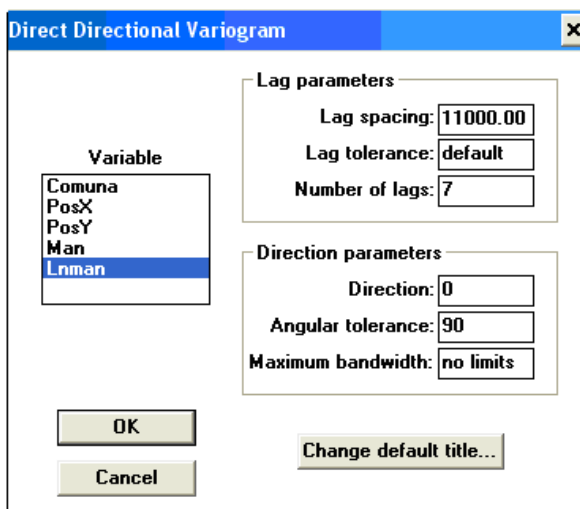 Direct Directional Variogram
Variable
Comuna
PosX
PosY
Man
Lnman
Lag parameters
Lag spacing: 11000.00
Lag tolerance: default
Number of lags: 7
Direction parameters
Direction: 0
Angular tolerance: 90
Maximum bandwidth: no limits
OK
Cancel
Change default title...